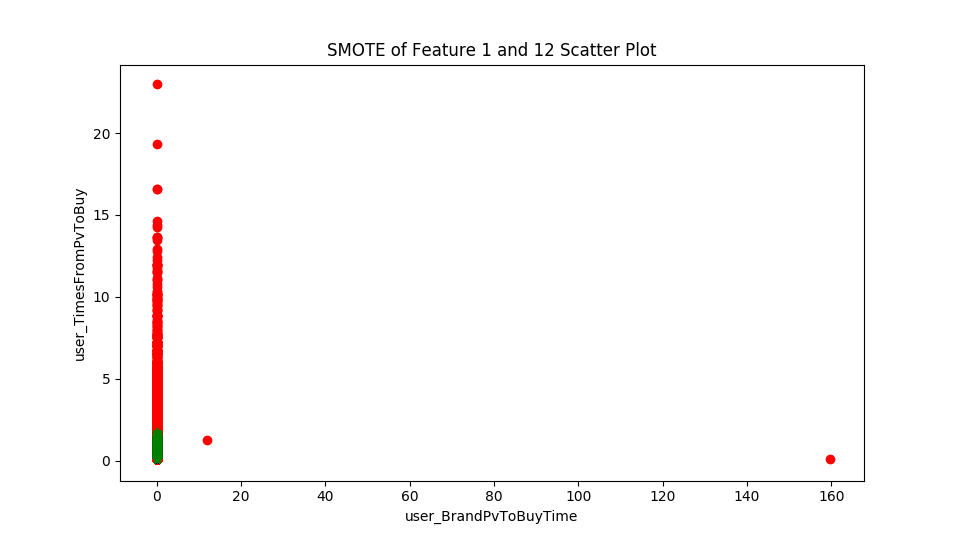 SMOTE of Feature 1 and 12 Scatter Plot
20
15
10
5
0
user_TimesFromPvToBuy
0 20 40 60 80 100 120 140 160
user_BrandPvToBuyTime